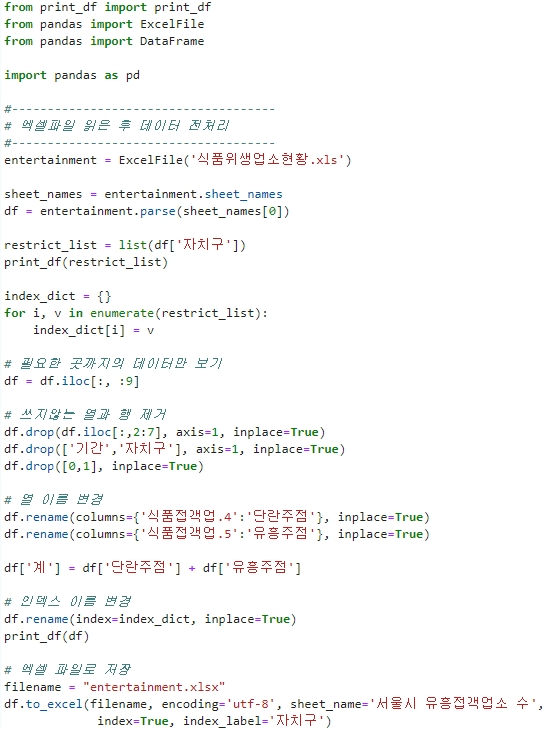 from print_df import print_df
from pandas import ExcelFile
from pandas import DataFrame

import pandas as pd

#-------------------------------------
# 엑셀파일 읽은 후 데이터 전처리
#-------------------------------------
entertainment = ExcelFile('식품위생업소현황.xls')

sheet_names = entertainment.sheet_names
df = entertainment.parse(sheet_names[0])

restrict_list = list(df['자치구'])
print_df(restrict_list)

index_dict = {}
for i, v in enumerate(restrict_list):
    index_dict[i] = v

# 필요한 곳까지의 데이터만 보기
df = df.iloc[:, :9]

# 쓰지않는 열과 행 제거
df.drop(df.iloc[:,2:7], axis=1, inplace=True)
df.drop(['기간','자치구'], axis=1, inplace=True)
df.drop([0,1], inplace=True)

# 열 이름 변경
df.rename(columns={'식품접객업.4':'단란주점'}, inplace=True)
df.rename(columns={'식품접객업.5':'유흥주점'}, inplace=True)

df['계'] = df['단란주점'] + df['유흥주점']

# 인덱스 이름 변경
df.rename(index=index_dict, inplace=True)
print_df(df)

# 엑셀 파일로 저장
filename = "entertainment.xlsx"
df.to_excel(filename, encoding='utf-8', sheet_name='서울시 유흥접객업소 수',
             index=True, index_label='자치구')